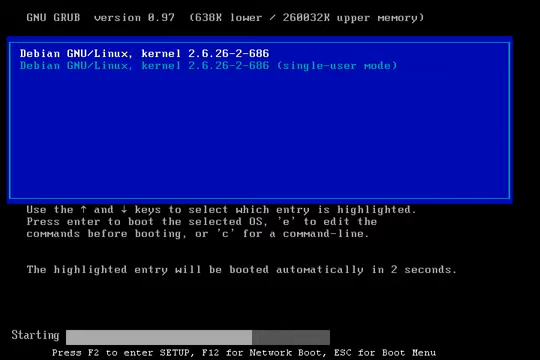 GNU GRUB  version 0.97  (638K lower / 260032K upper memory)
Debian GNU/Linux, kernel 2.6.26-2-686
Debian GNU/Linux, kernel 2.6.26-2-686 (single-user mode)
Use the ↑ and ↓ keys to select which entry is highlighted.
Press enter to boot the selected OS, 'e' to edit the
commands before booting, or 'c' for a command-line.
The highlighted entry will be booted automatically in 2 seconds.
Starting
Press F2 to enter SETUP, F12 for Network Boot, ESC for Boot Menu